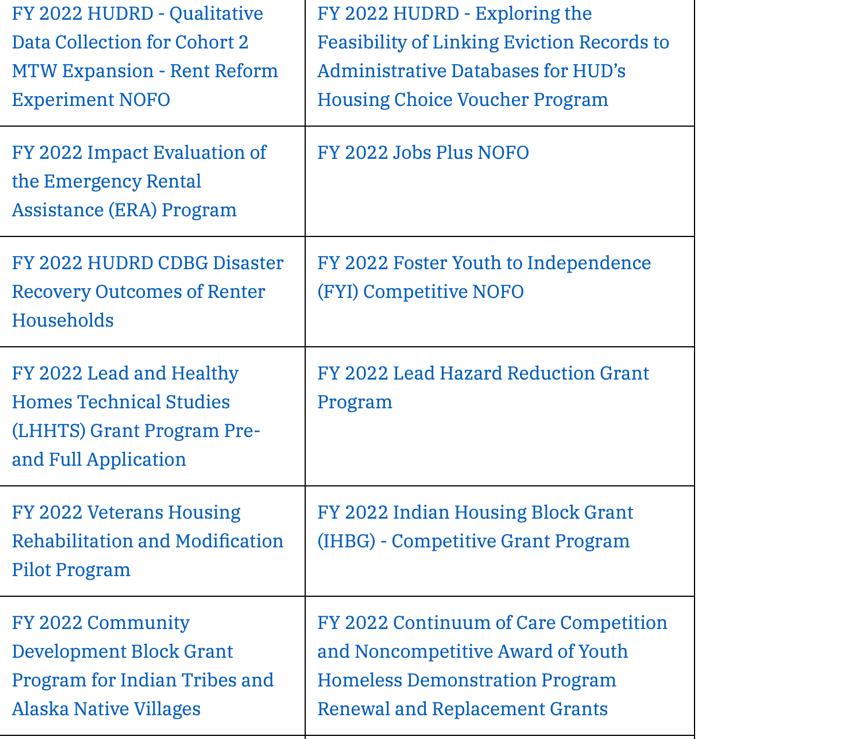 FY 2022 HUDRD - Qualitative
Data Collection for Cohort 2
MTW Expansion - Rent Reform
Experiment NOFO
FY 2022 HUDRD - Exploring the
Feasibility of Linking Eviction Records to
Administrative Databases for HUD’s
Housing Choice Voucher Program
FY 2022 Impact Evaluation of
the Emergency Rental
Assistance (ERA) Program
FY 2022 Jobs Plus NOFO
FY 2022 HUDRD CDBG Disaster
Recovery Outcomes of Renter
Households
FY 2022 Foster Youth to Independence
(FYI) Competitive NOFO
FY 2022 Lead and Healthy
Homes Technical Studies
(LHHTS) Grant Program Pre-
and Full Application
FY 2022 Lead Hazard Reduction Grant
Program
FY 2022 Veterans Housing
Rehabilitation and Modification
Pilot Program
FY 2022 Indian Housing Block Grant
(IHBG) - Competitive Grant Program
FY 2022 Community
Development Block Grant
Program for Indian Tribes and
Alaska Native Villages
FY 2022 Continuum of Care Competition
and Noncompetitive Award of Youth
Homeless Demonstration Program
Renewal and Replacement Grants